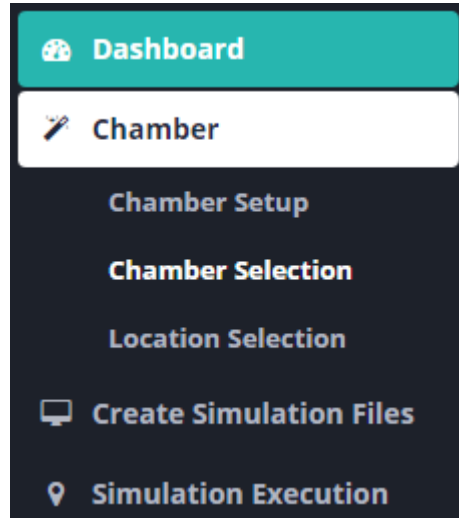 Dashboard
Chamber
Chamber Setup
Chamber Selection
Location Selection
Create Simulation Files
Simulation Execution